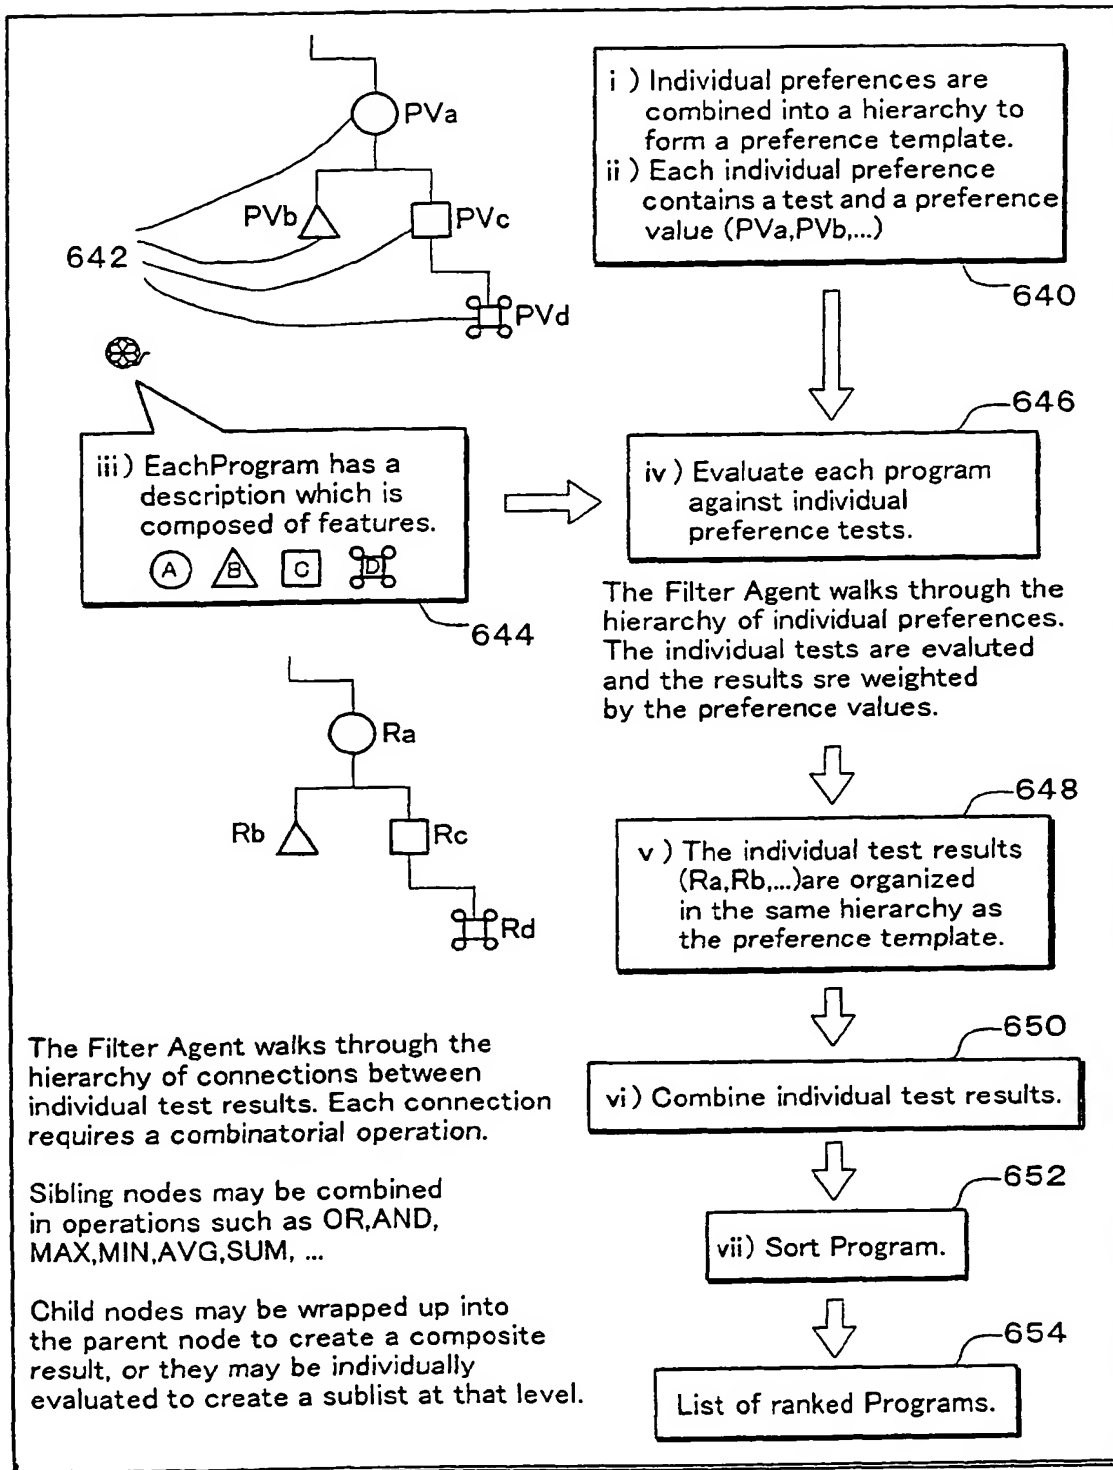 PVa
PVb
PVc
PVd
642
i ) Individual preferences are
combined into a hierarchy to
form a preference template.
ii ) Each individual preference
contains a test and a preference
value (PVa,PVb,...)
640
iii ) EachProgram has a
description which is
composed of features.
A B C D
644
646
iv ) Evaluate each program
against individual
preference tests.
The Filter Agent walks through the
hierarchy of individual preferences.
The individual tests are evaluted
and the results sre weighted
by the preference values.
Ra
Rb
Rc
Rd
648
v ) The individual test results
(Ra,Rb,...)are organized
in the same hierarchy as
the preference template.
The Filter Agent walks through the
hierarchy of connections between
individual test results. Each connection
requires a combinatorial operation.
Sibling nodes may be combined
in operations such as OR,AND,
MAX,MIN,AVG,SUM, ...
Child nodes may be wrapped up into
the parent node to create a composite
result, or they may be individually
evaluated to create a sublist at that level.
650
vi ) Combine individual test results.
652
vii) Sort Program.
654
List of ranked Programs.